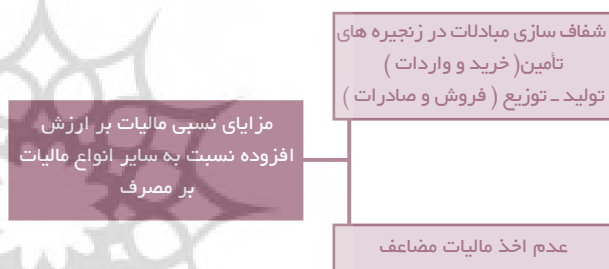 شفاف سازی مبادلات در زنجیره های
تأمین( خرید و واردات )
تولید ـ توزیع ( فروش و صادرات )
مزایای نسبی مالیات بر ارزش
افزوده نسبت به سایر انواع مالیات
بر مصرف
عدم اخذ مالیات مضاعف